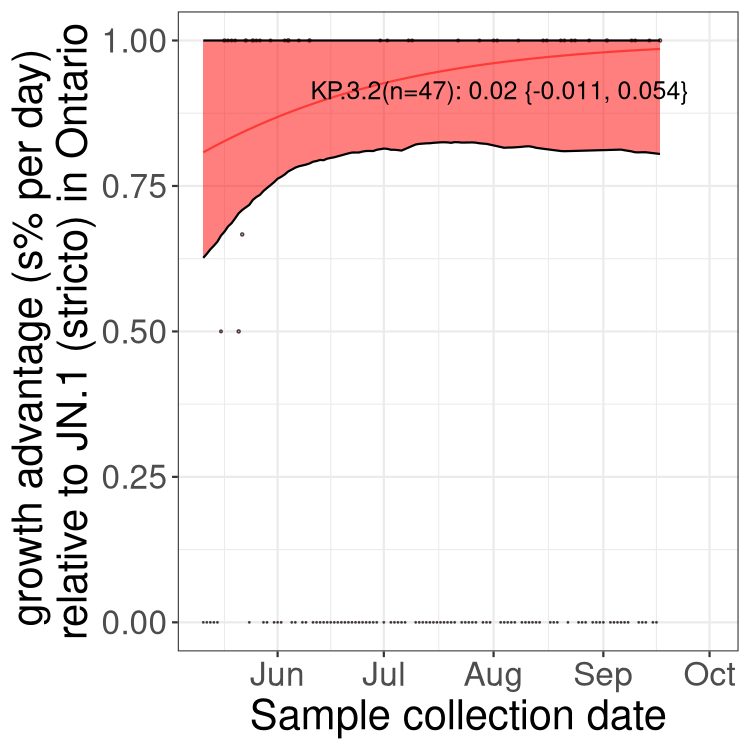 growth advantage (s% per day)
relative to JN.1 (stricto) in Ontario
1.00
0.75
0.50
0.25
0.00
KP.3.2(n=47): 0.02 {-0.011, 0.054}
Jun Jul Aug Sep Oct
Sample collection date